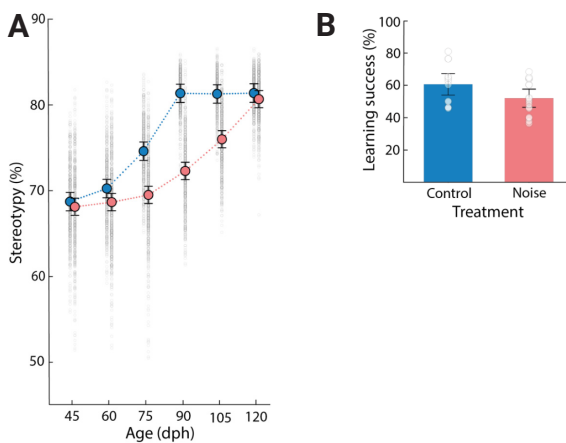 A
90
80
70
60
50
Stereotypy (%)
45 60 75 90 105 120
Age (dph)
B
100
80
60
40
20
Learning success (%)
Control Noise
Treatment